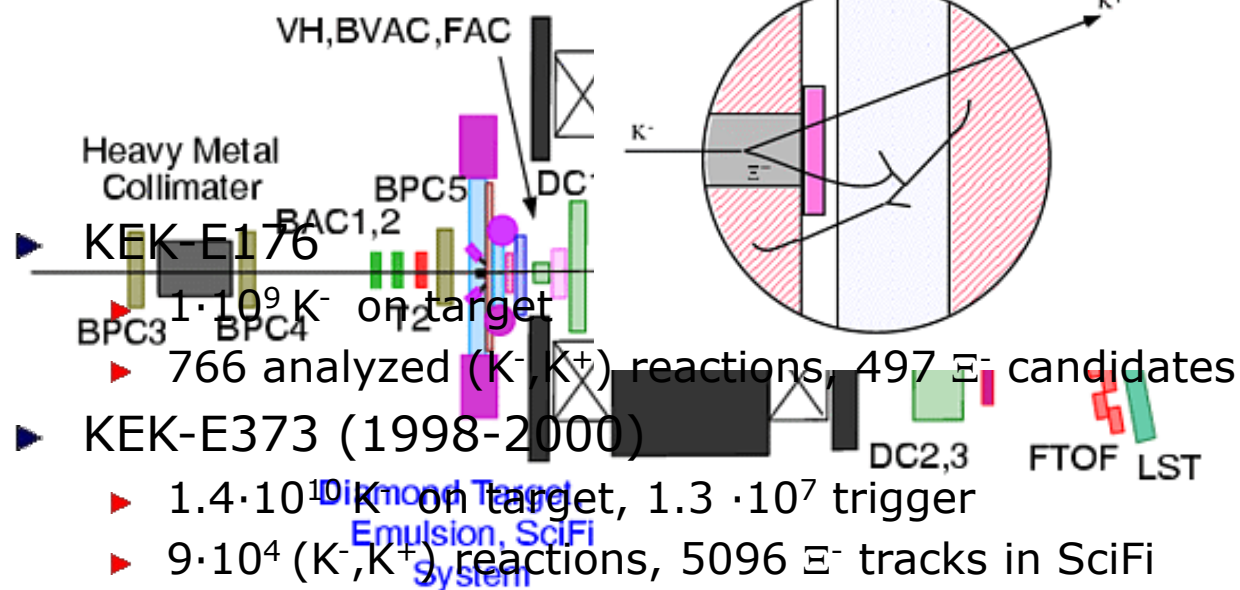 VH,BVAC,FAC
K⁺
K⁻
Ξ⁻
Heavy Metal
Collimater
BPC5
DC1
BAC1,2
► KEK-E176
► 1·10⁹ K⁻ on target
BPC3
BPC4
T2
► 766 analyzed (K⁻,K⁺) reactions, 497 Ξ⁻ candidates
► KEK-E373 (1998-2000)
DC2,3
FTOF
LST
► 1.4·10¹⁰ K⁻ on target, 1.3 ·10⁷ trigger
Diamond Target,
Emulsion, SciFi
System
► 9·10⁴ (K⁻,K⁺) reactions, 5096 Ξ⁻ tracks in SciFi